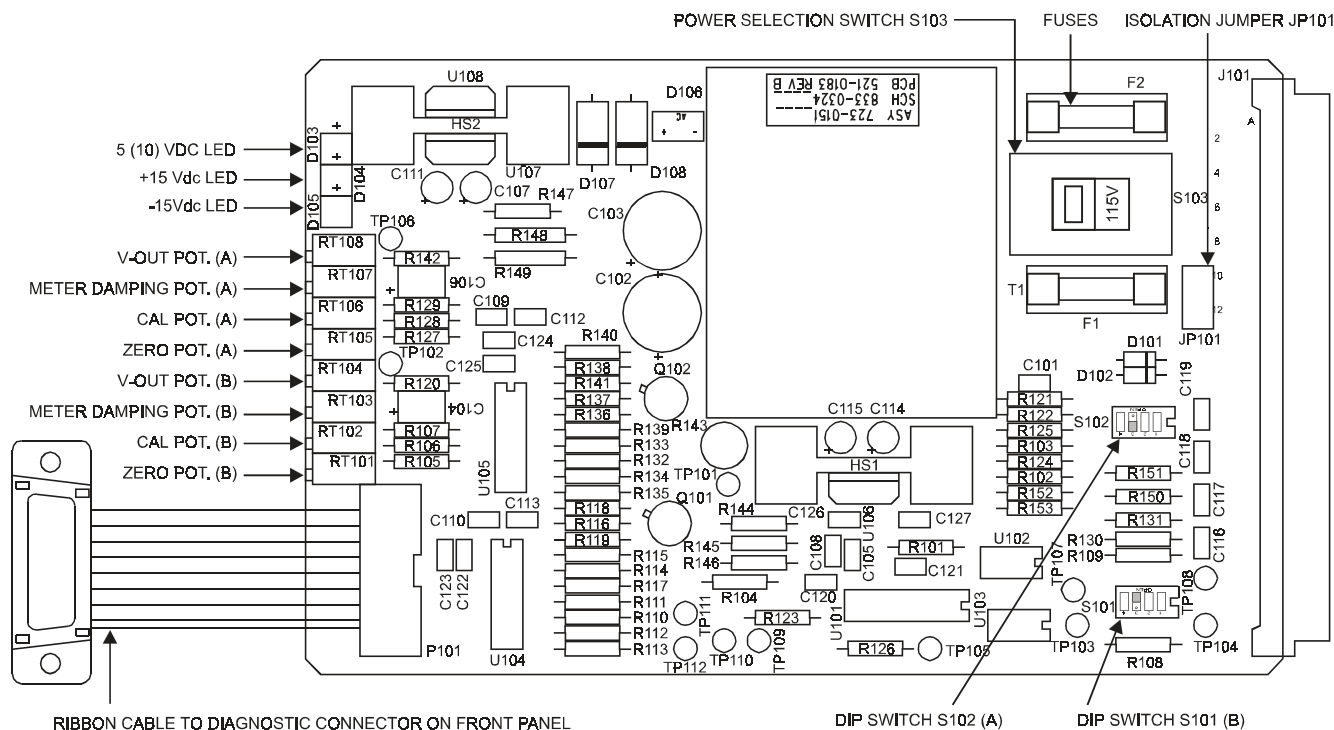 POWER SELECTION SWITCH S103
FUSES
ISOLATION JUMPER JP101
5 (10) VDC LED
+15 Vdc LED
-15Vdc LED
V-OUT POT. (A)
METER DAMPING POT. (A)
CAL POT. (A)
ZERO POT. (A)
V-OUT POT. (B)
METER DAMPING POT. (B)
CAL POT. (B)
ZERO POT. (B)
D103
D104
D105
+
+
+
U108
HS2
U107
C111
C107
+
+
D107
D108
D106
AC
+
-
ASY 723-0151
SCH 833-0324
PCB 521-0183 REV B
F2
J101
A
2
4
6
8
10
12
115V
S103
T1
F1
JP101
RT108
RT107
RT106
RT105
RT104
RT103
RT102
RT101
TP106
R142
C106
+
R129
R128
R127
TP102
R120
C104
+
R107
R106
R105
R147
R148
R149
C103
+
C102
+
C109
C112
C124
C125
U105
C110
C113
C123
C122
U104
P101
R140
R138
R141
R137
R136
R139
R133
R132
R134
R135
R118
R116
R119
R115
R114
R117
R111
R110
R112
R113
Q102
R143
TP101
Q101
C115
C114
+
+
HS1
R144
R145
R146
R104
C126
U106
C127
C108
C105
R101
C121
C120
U102
U101
U103
R123
R126
TP111
TP112
TP110
TP109
TP105
C101
R121
R122
R125
R103
R124
R102
R152
R153
D101
D102
C119
S102
C118
R151
R150
C117
R131
R130
R109
C116
TP107
TP108
S101
TP103
TP104
R108
RIBBON CABLE TO DIAGNOSTIC CONNECTOR ON FRONT PANEL
DIP SWITCH S102 (A)
DIP SWITCH S101 (B)